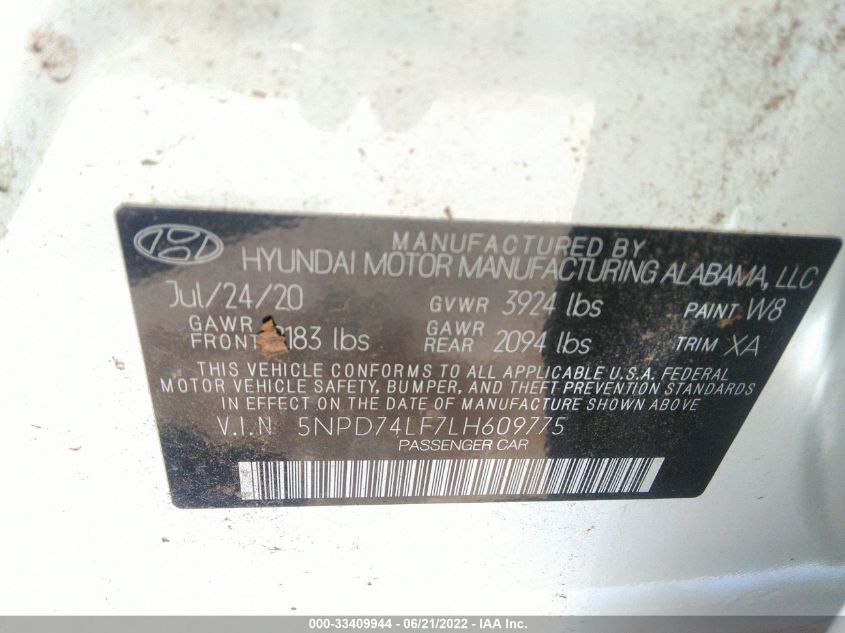 MANUFACTURED BY
HYUNDAI MOTOR MANUFACTURING ALABAMA, LLC
Jul/24/20 GVWR 3924 lbs PAINT W8
GAWR FRONT 183 lbs GAWR REAR 2094 lbs TRIM XA
THIS VEHICLE CONFORMS TO ALL APPLICABLE U.S.A. FEDERAL
MOTOR VEHICLE SAFETY, BUMPER, AND THEFT PREVENTION STANDARDS
IN EFFECT ON THE DATE OF MANUFACTURE SHOWN ABOVE
V.I.N 5NPD74LF7LH609775
PASSENGER CAR
000-33409944 - 06/21/2022 - IAA Inc.